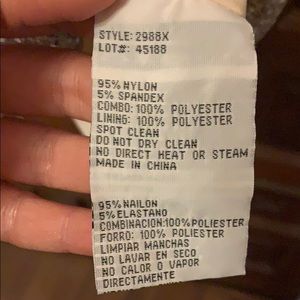 STYLE: 2988X
LOT#: 45188
95% NYLON
5% SPANDEX
COMBO: 100% POLYESTER
LINING: 100% POLYESTER
SPOT CLEAN
DO NOT DRY CLEAN
NO DIRECT HEAT OR STEAM
MADE IN CHINA
95% NAILON
5% ELASTANO
COMBINACION:100%POLIESTER
FORRO: 100% POLIESTER
LIMPIAR MANCHAS
NO LAVAR EN SECO
NO CALOR O VAPOR
DIRECTAMENTE